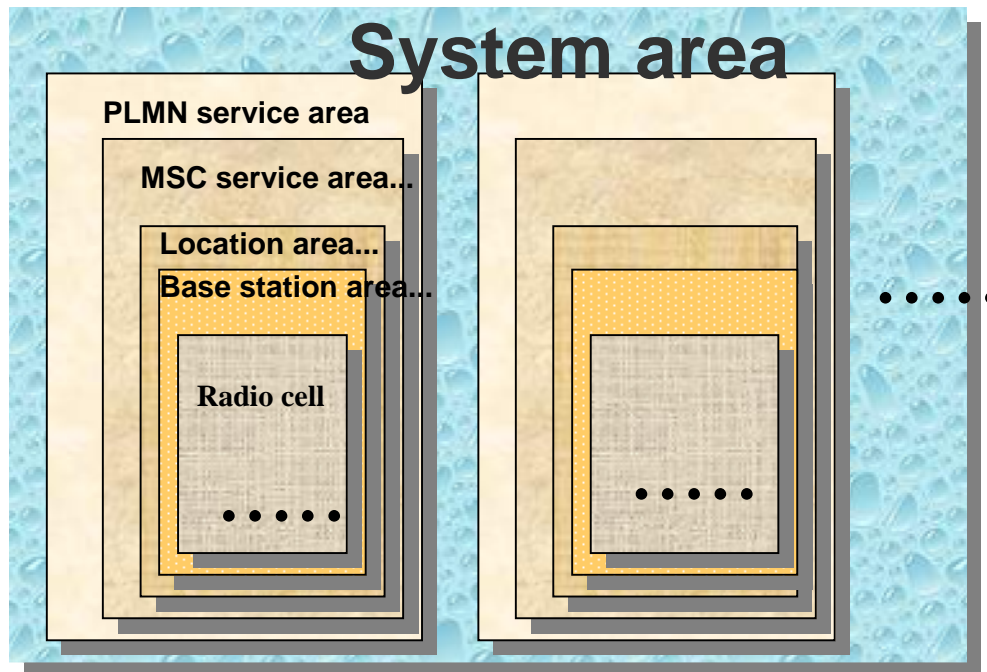 System area
PLMN service area
MSC service area...
Location area...
Base station area...
Radio cell